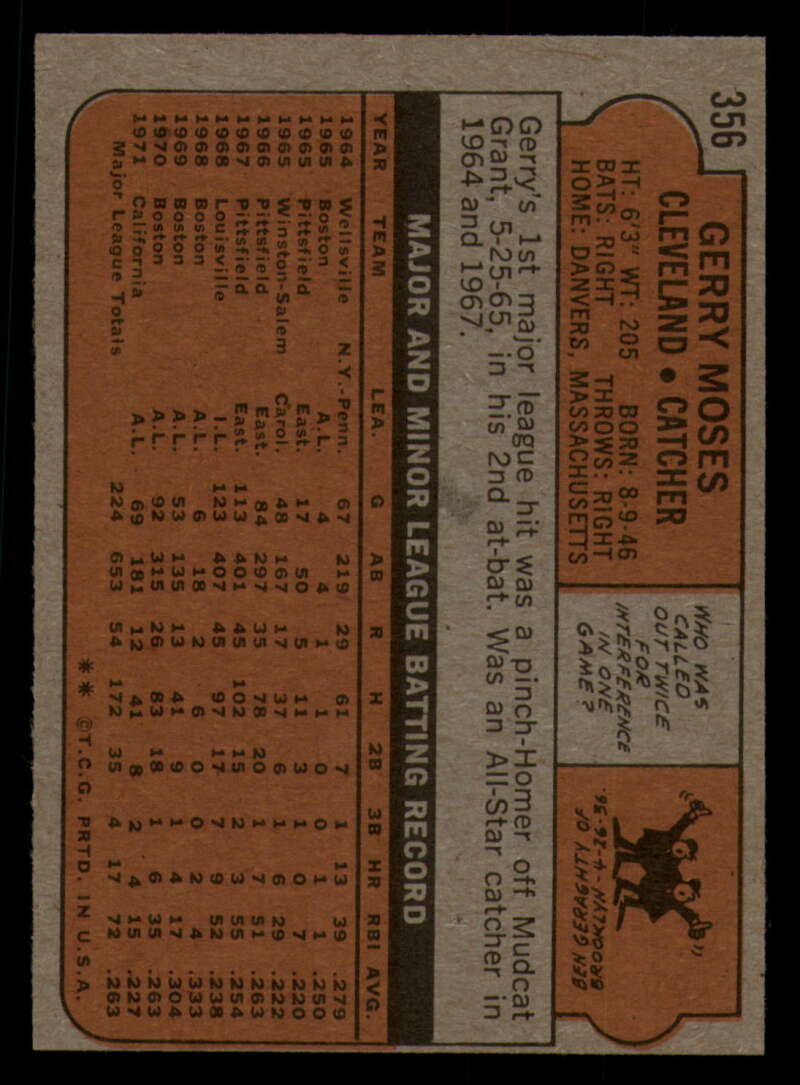 356
GERRY MOSES
CLEVELAND • CATCHER
HT: 6'3" WT: 205 BORN: 8-9-46
BATS: RIGHT THROWS: RIGHT
HOME: DANVERS, MASSACHUSETTS
WHO WAS
CALLED
OUT TWICE
FOR
INTERFERENCE
IN ONE
GAME?
BEN GERAGHTY OF
BROOKLYN-4-26-36.
Gerry's 1st major league hit was a pinch-Homer off Mudcat
Grant, 5-25-65, in his 2nd at-bat. Was an All-Star catcher in
1964 and 1967.
MAJOR AND MINOR LEAGUE BATTING RECORD
YEAR TEAM LEA. G AB R H 2B 3B HR RBI AVG.
1964 Wellsville N.Y.-Penn. 67 219 29 61 7 1 13 39 .279
1965 Boston A.L. 4 4 1 1 0 0 1 1 .250
1965 Pittsfield East. 17 50 5 11 3 1 0 7 .220
1965 Winston-Salem Carol. 48 167 17 37 6 1 6 29 .222
1966 Pittsfield East. 84 297 35 78 20 1 7 51 .263
1967 Pittsfield East. 113 401 45 102 15 2 3 55 .254
1968 Louisville I.L. 123 407 45 97 17 7 9 52 .238
1968 Boston A.L. 6 18 2 6 0 0 2 4 .333
1969 Boston A.L. 53 135 13 41 9 1 4 17 .304
1970 Boston A.L. 92 315 26 83 18 1 6 35 .263
1971 California A.L. 69 181 12 41 8 2 4 15 .227
Major League Totals 224 653 54 172 35 4 17 72 .263
** ©T.C.G. PRTD. IN U.S.A.